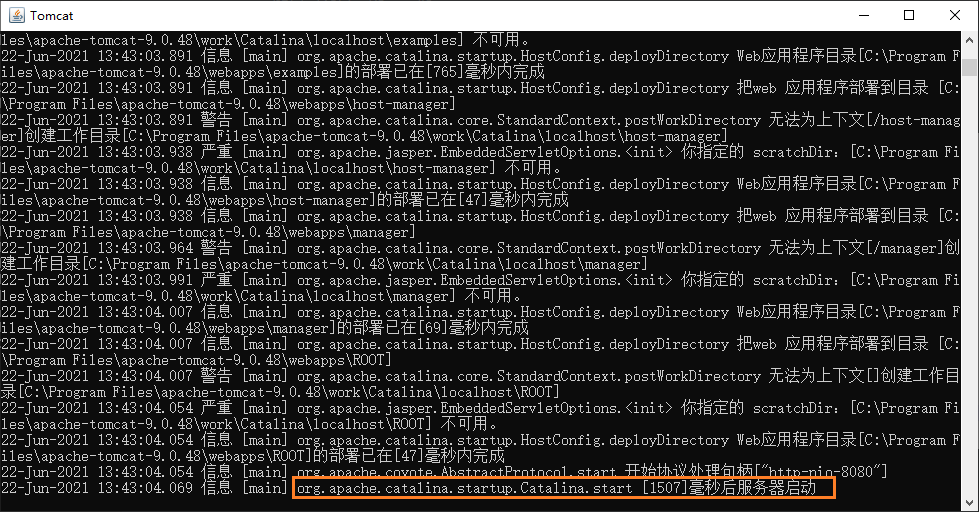 Tomcat
les\apache-tomcat-9.0.48\work\Catalina\localhost\examples] 不可用。
22-Jun-2021 13:43:03.891 信息 [main] org.apache.catalina.startup.HostConfig.deployDirectory Web应用程序目录[C:\Program F
iles\apache-tomcat-9.0.48\webapps\examples]的部署已在[765]毫秒内完成
22-Jun-2021 13:43:03.891 信息 [main] org.apache.catalina.startup.HostConfig.deployDirectory 把web 应用程序部署到目录 [C:
\Program Files\apache-tomcat-9.0.48\webapps\host-manager]
22-Jun-2021 13:43:03.891 警告 [main] org.apache.catalina.core.StandardContext.postWorkDirectory 无法为上下文[/host-manag
er]创建工作目录[C:\Program Files\apache-tomcat-9.0.48\work\Catalina\localhost\host-manager]
22-Jun-2021 13:43:03.938 严重 [main] org.apache.jasper.EmbeddedServletOptions.<init> 你指定的 scratchDir：[C:\Program Fi
les\apache-tomcat-9.0.48\work\Catalina\localhost\host-manager] 不可用。
22-Jun-2021 13:43:03.938 信息 [main] org.apache.catalina.startup.HostConfig.deployDirectory Web应用程序目录[C:\Program F
iles\apache-tomcat-9.0.48\webapps\host-manager]的部署已在[47]毫秒内完成
22-Jun-2021 13:43:03.938 信息 [main] org.apache.catalina.startup.HostConfig.deployDirectory 把web 应用程序部署到目录 [C:
\Program Files\apache-tomcat-9.0.48\webapps\manager]
22-Jun-2021 13:43:03.964 警告 [main] org.apache.catalina.core.StandardContext.postWorkDirectory 无法为上下文[/manager]创
建工作目录[C:\Program Files\apache-tomcat-9.0.48\work\Catalina\localhost\manager]
22-Jun-2021 13:43:03.991 严重 [main] org.apache.jasper.EmbeddedServletOptions.<init> 你指定的 scratchDir：[C:\Program Fi
les\apache-tomcat-9.0.48\work\Catalina\localhost\manager] 不可用。
22-Jun-2021 13:43:04.007 信息 [main] org.apache.catalina.startup.HostConfig.deployDirectory Web应用程序目录[C:\Program F
iles\apache-tomcat-9.0.48\webapps\manager]的部署已在[69]毫秒内完成
22-Jun-2021 13:43:04.007 信息 [main] org.apache.catalina.startup.HostConfig.deployDirectory 把web 应用程序部署到目录 [C:
\Program Files\apache-tomcat-9.0.48\webapps\ROOT]
22-Jun-2021 13:43:04.007 警告 [main] org.apache.catalina.core.StandardContext.postWorkDirectory 无法为上下文[]创建工作目
录[C:\Program Files\apache-tomcat-9.0.48\work\Catalina\localhost\ROOT]
22-Jun-2021 13:43:04.054 严重 [main] org.apache.jasper.EmbeddedServletOptions.<init> 你指定的 scratchDir：[C:\Program Fi
les\apache-tomcat-9.0.48\work\Catalina\localhost\ROOT] 不可用。
22-Jun-2021 13:43:04.054 信息 [main] org.apache.catalina.startup.HostConfig.deployDirectory Web应用程序目录[C:\Program F
iles\apache-tomcat-9.0.48\webapps\ROOT]的部署已在[47]毫秒内完成
22-Jun-2021 13:43:04.054 信息 [main] org.apache.coyote.AbstractProtocol.start 开始协议处理句柄["http-nio-8080"]
22-Jun-2021 13:43:04.069 信息 [main] org.apache.catalina.startup.Catalina.start [1507]毫秒后服务器启动